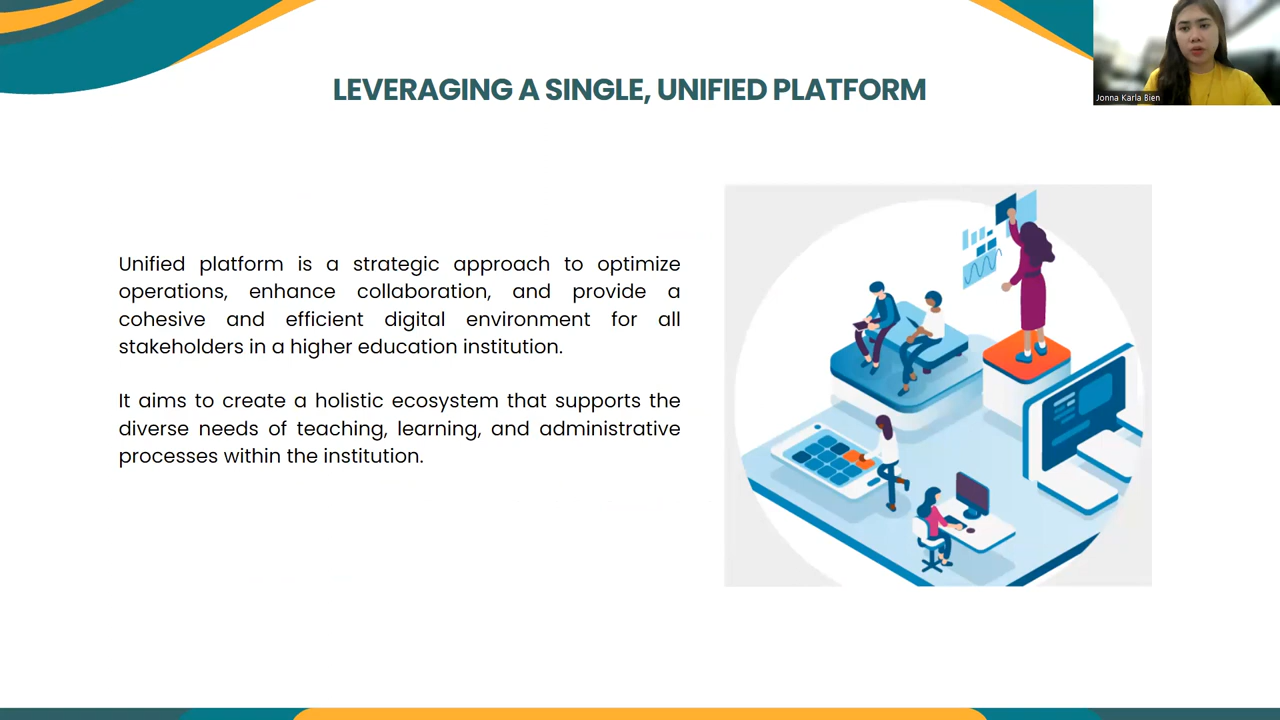 LEVERAGING A SINGLE, UNIFIED PLATFORM
Jonna Karla Bien
Unified platform is a strategic approach to optimize
operations, enhance collaboration, and provide a
cohesive and efficient digital environment for all
stakeholders in a higher education institution.
It aims to create a holistic ecosystem that supports the
diverse needs of teaching, learning, and administrative
processes within the institution.